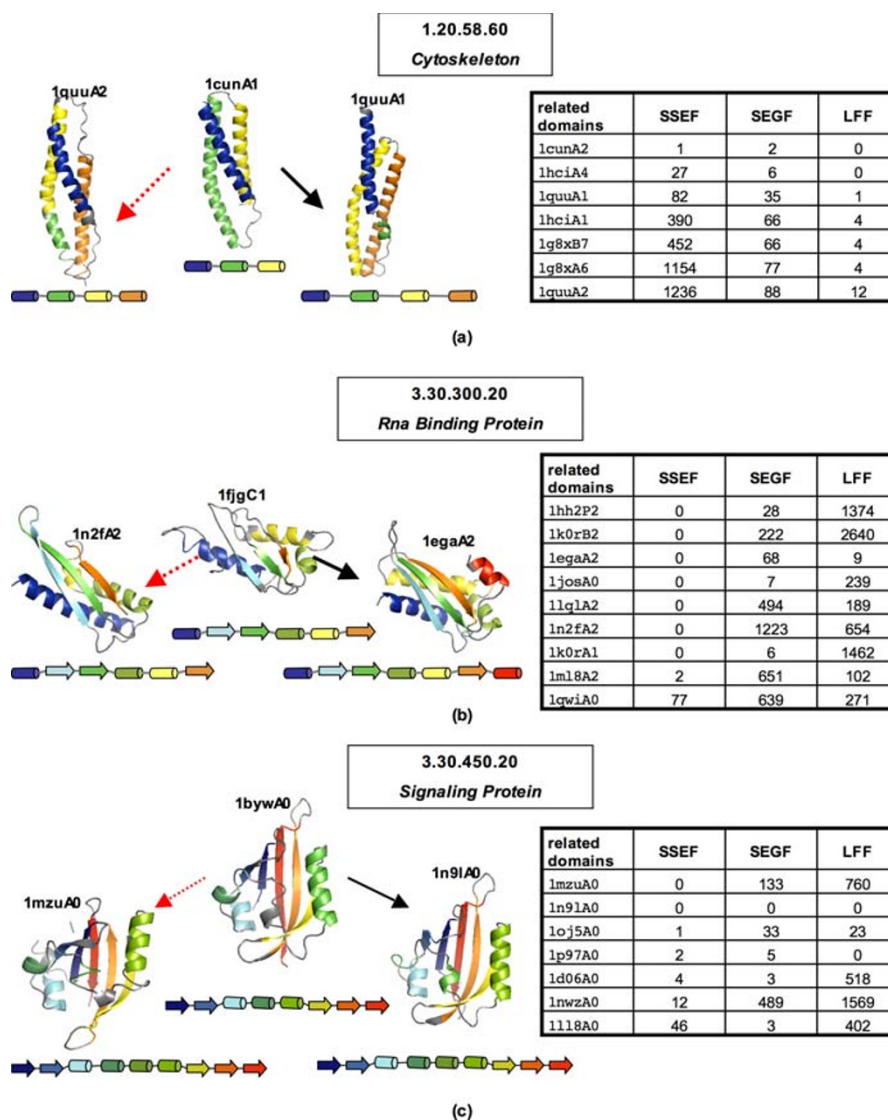 1.20.58.60
Cytoskeleton
1quuA2
1cunA1
1quuA1
related domains SSEF SEGF LFF
1cunA2 1 2 0
1hciA4 27 6 0
1quuA1 82 35 1
1hciA1 390 66 4
1g8xB7 452 66 4
1g8xA6 1154 77 4
1quuA2 1236 88 12
(a)
3.30.300.20
Rna Binding Protein
1n2fA2
1fjgC1
1egaA2
related domains SSEF SEGF LFF
1hh2P2 0 28 1374
1k0rB2 0 222 2640
1egaA2 0 68 9
1josA0 0 7 239
1lqlA2 0 494 189
1n2fA2 0 1223 654
1k0rA1 0 6 1462
1ml8A2 2 651 102
1qwiA0 77 639 271
(b)
3.30.450.20
Signaling Protein
1bywA0
1mzuA0
1n9lA0
related domains SSEF SEGF LFF
1mzuA0 0 133 760
1n9lA0 0 0 0
1oj5A0 1 33 23
1p97A0 2 5 0
1d06A0 4 3 518
1nwzA0 12 489 1569
1ll8A0 46 3 402
(c)